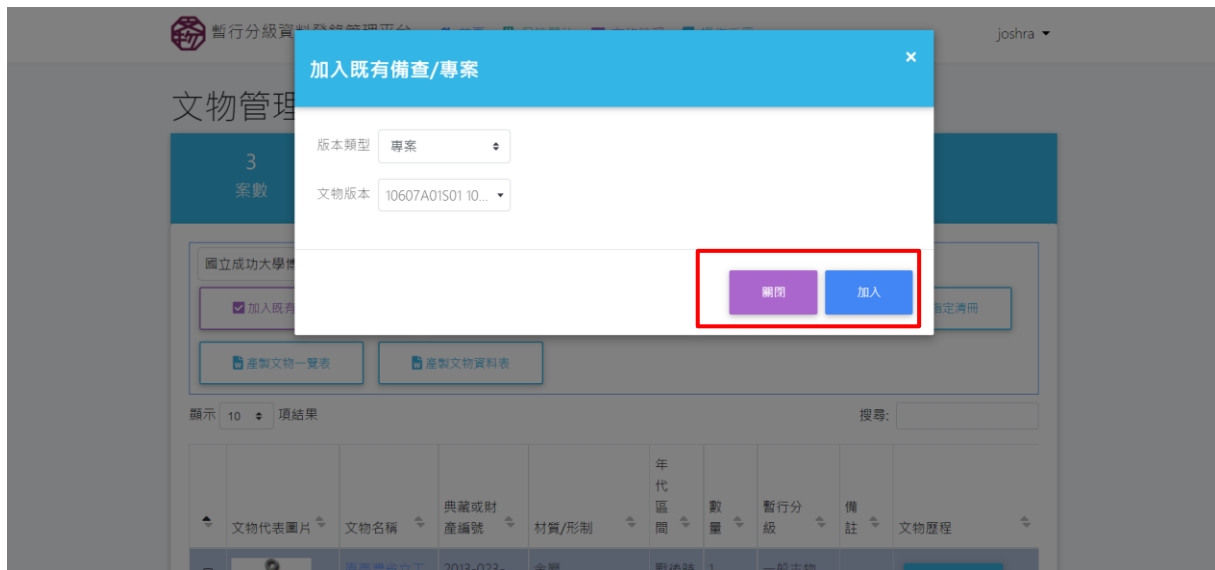 暫行分級資料登錄管理平台
joshra
加入既有備查/專案
×
文物管理
版本類型 專案
3
案數
文物版本 10607A01S01 10...
國立成功大學博
關閉 加入
加入既有
指定清冊
產製文物一覽表 產製文物資料表
顯示 10 項結果
搜尋:
文物代表圖片
文物名稱
典藏或財
產編號
材質/形制
年
代
區
間
數
量
暫行分
級
備
註
文物歷程
2013-023-